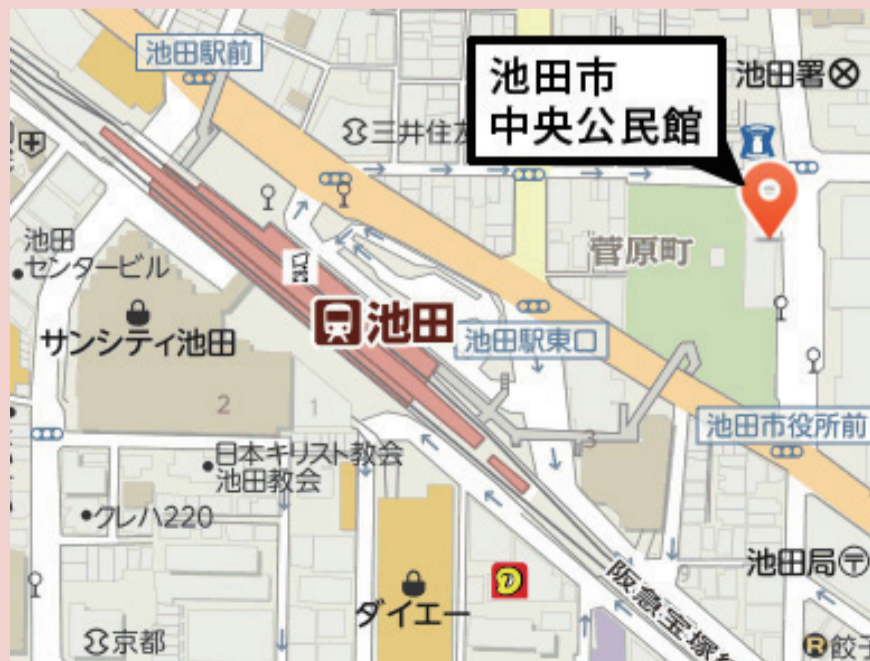 池田駅前
池田市
中央公民館
池田署
三井住
菅原町
池田
センタービル
サンシティ池田
池田
池田駅東口
2
1
3
池田市役所前
日本キリスト教会
池田教会
クレハ220
ダイエー
池田局
9
阪急宝塚
京都
R餃子